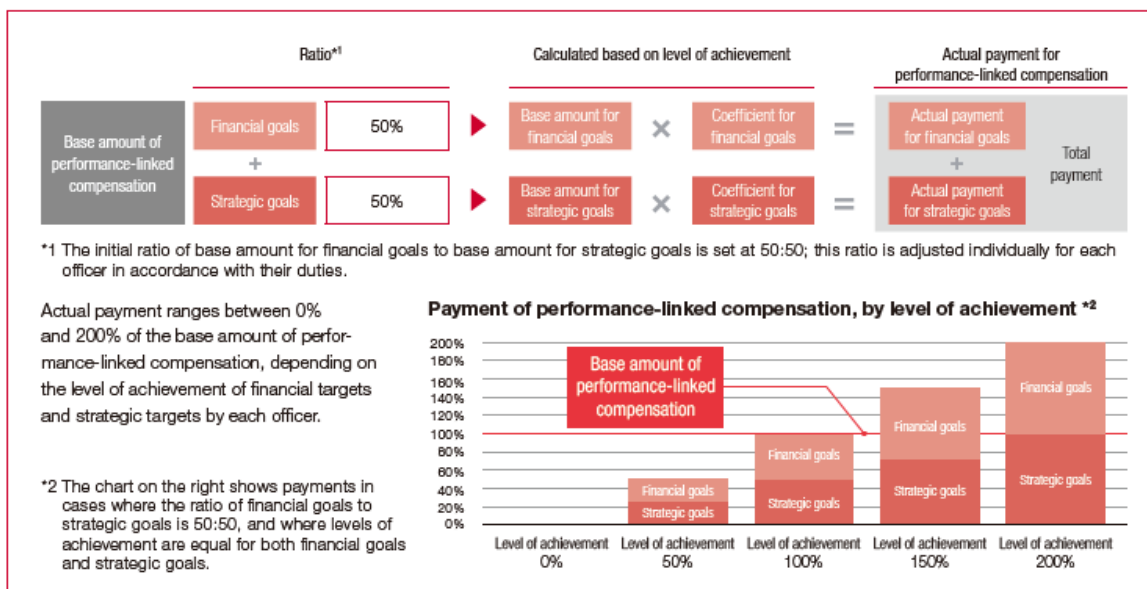 Ratio*1
Calculated based on level of achievement
Actual payment for
performance-linked compensation
Base amount of
performance-linked
compensation
Financial goals
50%
Base amount for
financial goals
×
Coefficient for
financial goals
=
Actual payment
for financial goals
+
+
Total
payment
Strategic goals
50%
Base amount for
strategic goals
×
Coefficient for
strategic goals
=
Actual payment
for strategic goals
*1 The initial ratio of base amount for financial goals to base amount for strategic goals is set at 50:50; this ratio is adjusted individually for each
officer in accordance with their duties.
Actual payment ranges between 0%
and 200% of the base amount of perfor-
mance-linked compensation, depending on
the level of achievement of financial targets
and strategic targets by each officer.
*2 The chart on the right shows payments in
cases where the ratio of financial goals to
strategic goals is 50:50, and where levels of
achievement are equal for both financial goals
and strategic goals.
Payment of performance-linked compensation, by level of achievement *2
200%
180%
160%
140%
120%
100%
80%
60%
40%
20%
0%
Base amount of
performance-linked
compensation
Financial goals
Strategic goals
Financial goals
Strategic goals
Financial goals
Strategic goals
Financial goals
Strategic goals
Level of achievement
0%
Level of achievement
50%
Level of achievement
100%
Level of achievement
150%
Level of achievement
200%